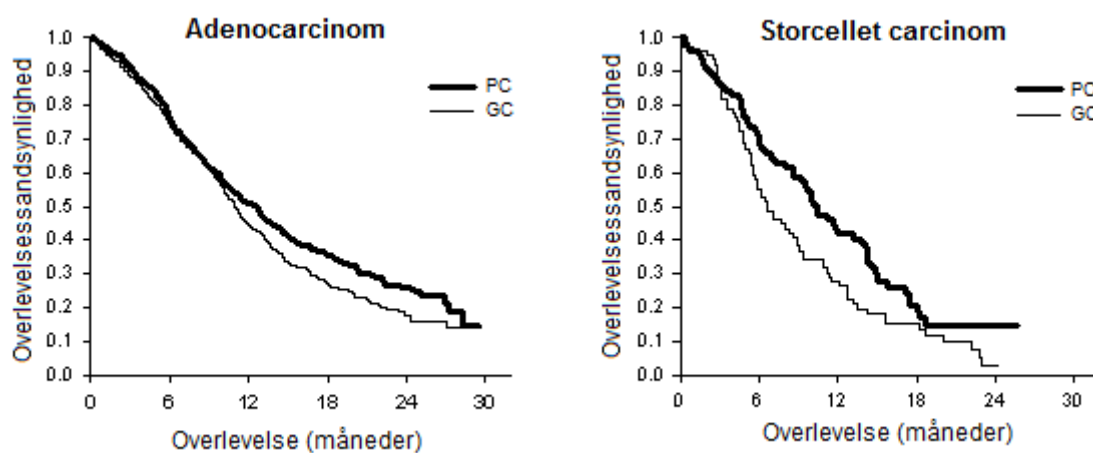 Adenocarcinom
Overlevelsessandsynlighed
1.0
0.9
0.8
0.7
0.6
0.5
0.4
0.3
0.2
0.1
0.0
PC
GC
0 6 12 18 24 30
Overlevelse (måneder)
Storcellet carcinom
Overlevelsessandsynlighed
1.0
0.9
0.8
0.7
0.6
0.5
0.4
0.3
0.2
0.1
0.0
PC
GC
0 6 12 18 24 30
Overlevelse (måneder)